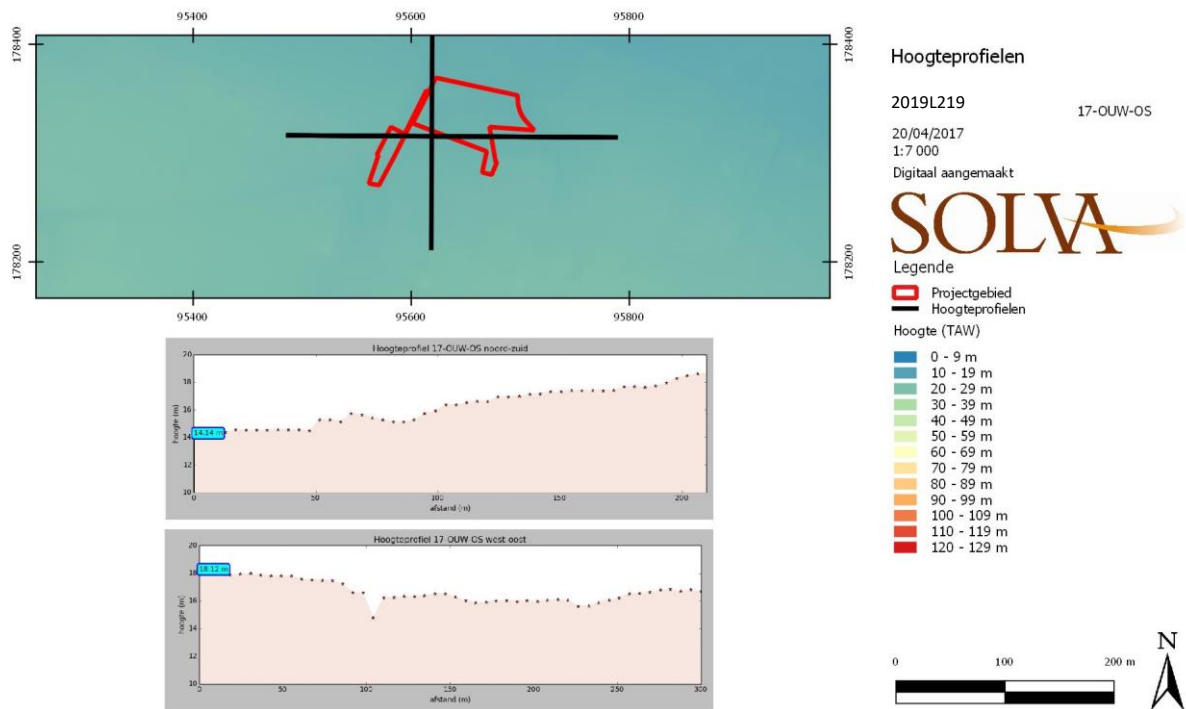 95400 95600 95800
178400 178400
178200 178200
95400 95600 95800
Hoogteprofielen
2019L219
17-OUW-OS
20/04/2017
1:7 000
Digitaal aangemaakt
SOLVA
Legende
Projectgebied
Hoogteprofielen
Hoogte (TAW)
0 - 9 m
10 - 19 m
20 - 29 m
30 - 39 m
40 - 49 m
50 - 59 m
60 - 69 m
70 - 79 m
80 - 89 m
90 - 99 m
100 - 109 m
110 - 119 m
120 - 129 m
Hoogteprofiel 17-OUW-OS noord-zuid
20
18
16
14
12
10
hoogte (m)
14.14 m
0 50 100 150 200
afstand (m)
Hoogteprofiel 17-OUW-OS west-oost
20
18
16
14
12
10
hoogte (m)
18.12 m
0 50 100 150 200 250 300
afstand (m)
0 100 200 m
N